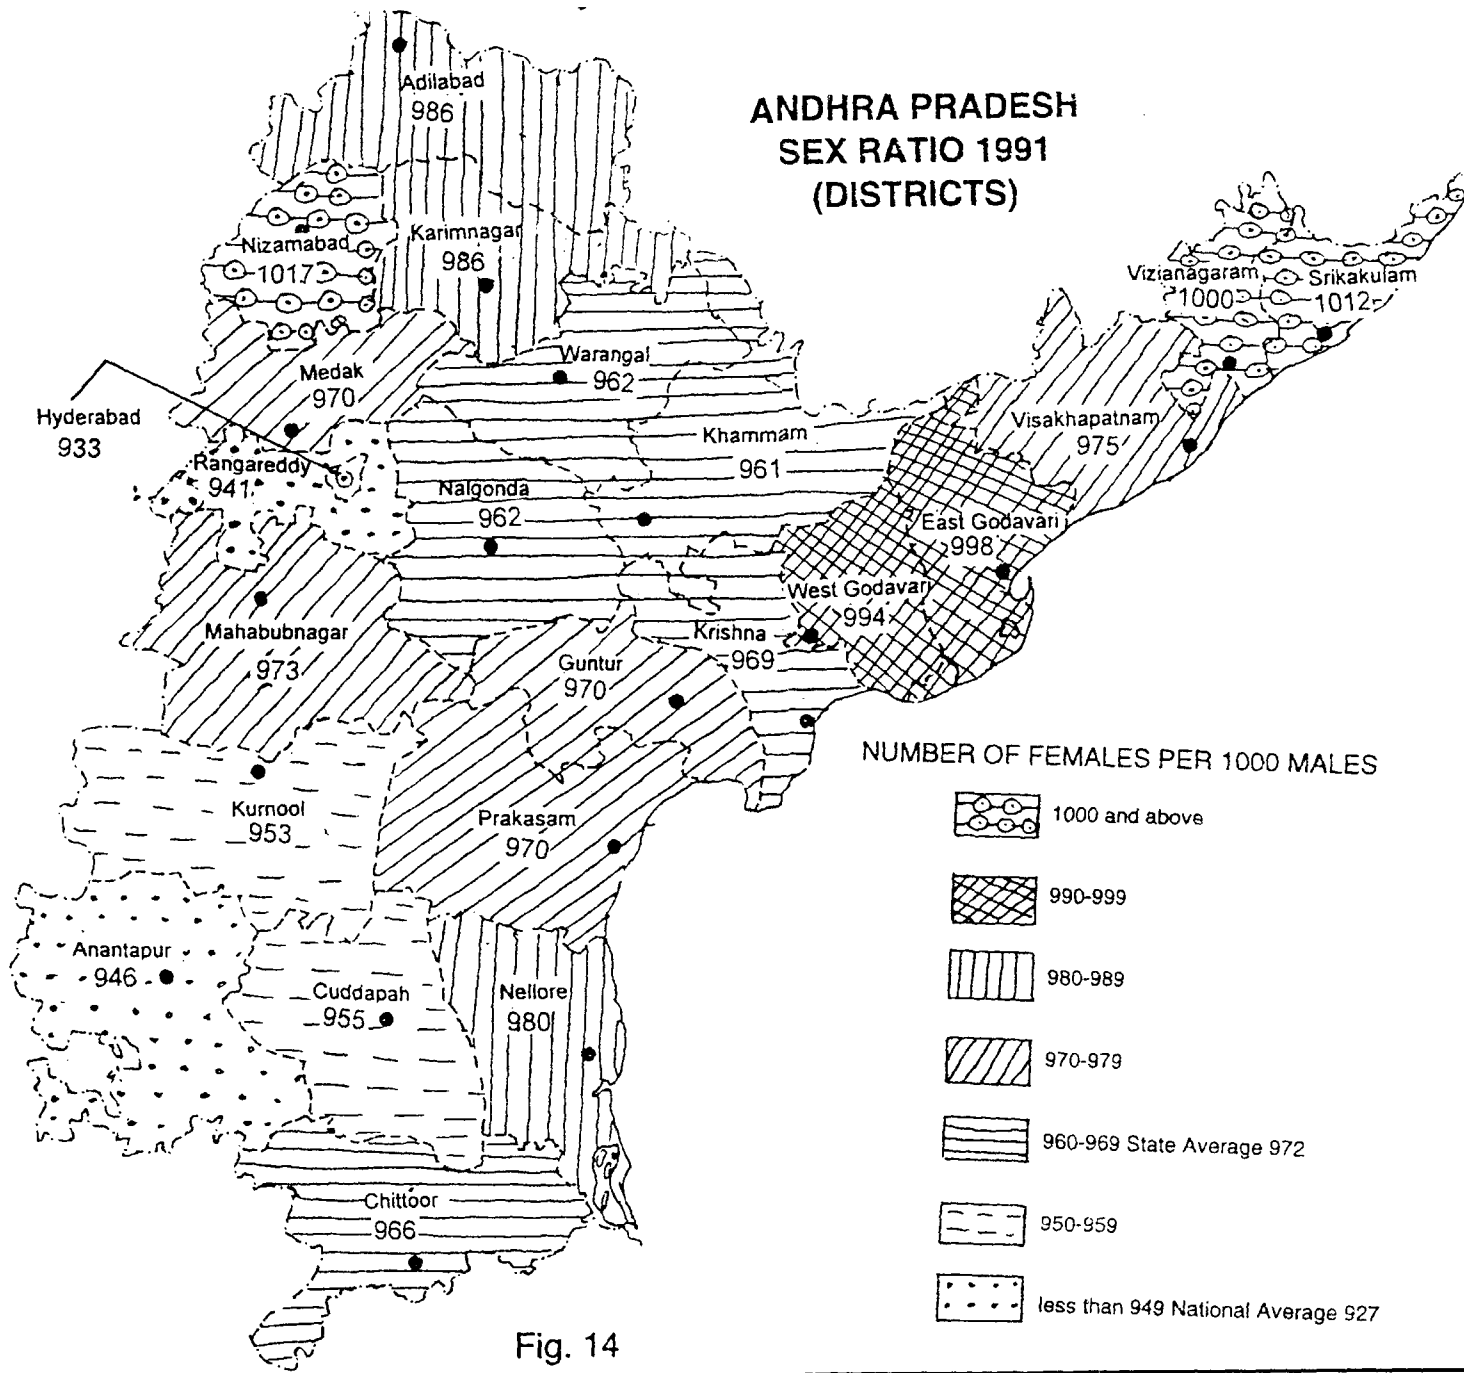 ANDHRA PRADESH
SEX RATIO 1991
(DISTRICTS)
Adilabad
986
Nizamabad
1017
Karimnagar
986
Vizianagaram
1000
Srikakulam
1012
Medak
970
Warangal
962
Hyderabad
933
Rangareddy
941
Khammam
961
Visakhapatnam
975
Nalgonda
962
East Godavari
998
West Godavari
994
Mahabubnagar
973
Krishna
969
Guntur
970
Kurnool
953
Prakasam
970
Anantapur
946
Cuddapah
955
Nellore
980
Chittoor
966
NUMBER OF FEMALES PER 1000 MALES
1000 and above
990-999
980-989
970-979
960-969 State Average 972
950-959
less than 949 National Average 927
Fig. 14